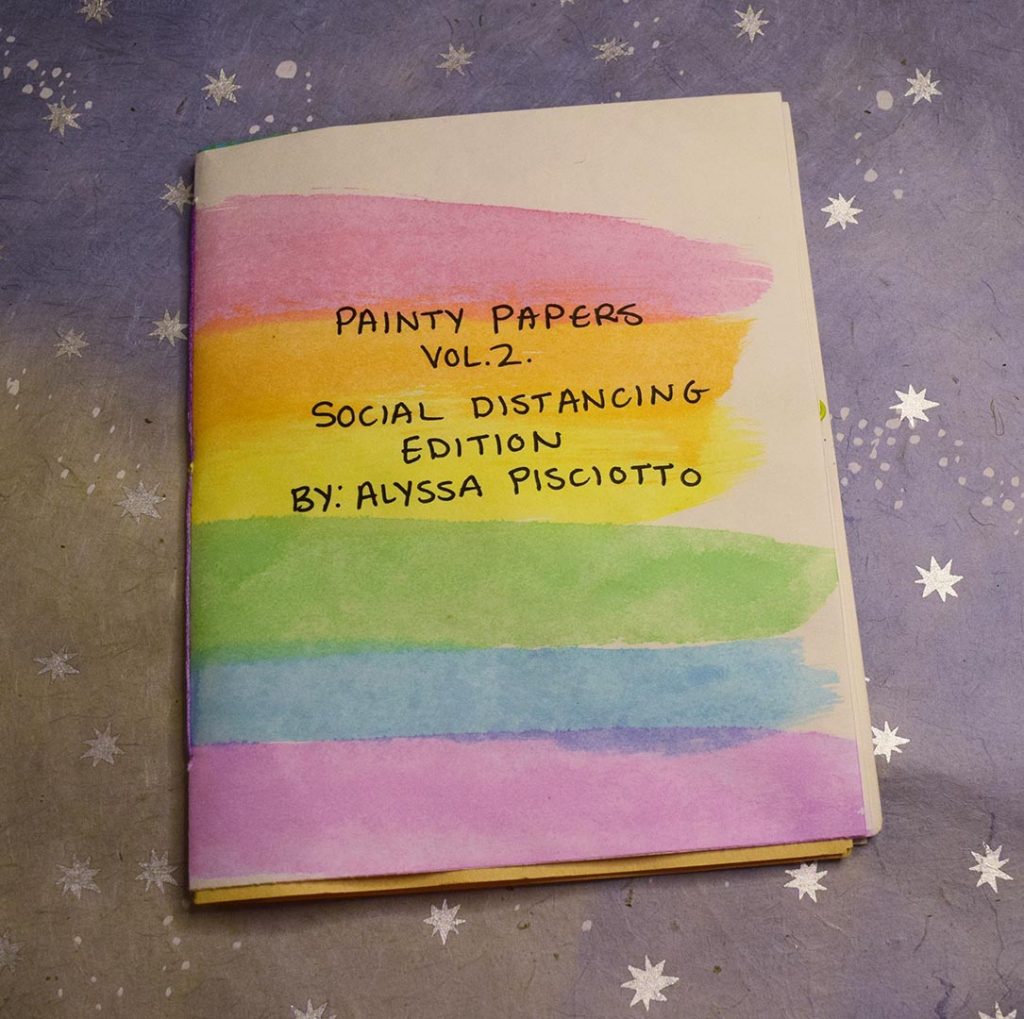 PAINTY PAPERS
VOL.2.
SOCIAL DISTANCING
EDITION
BY: ALYSSA PISCIOTTO